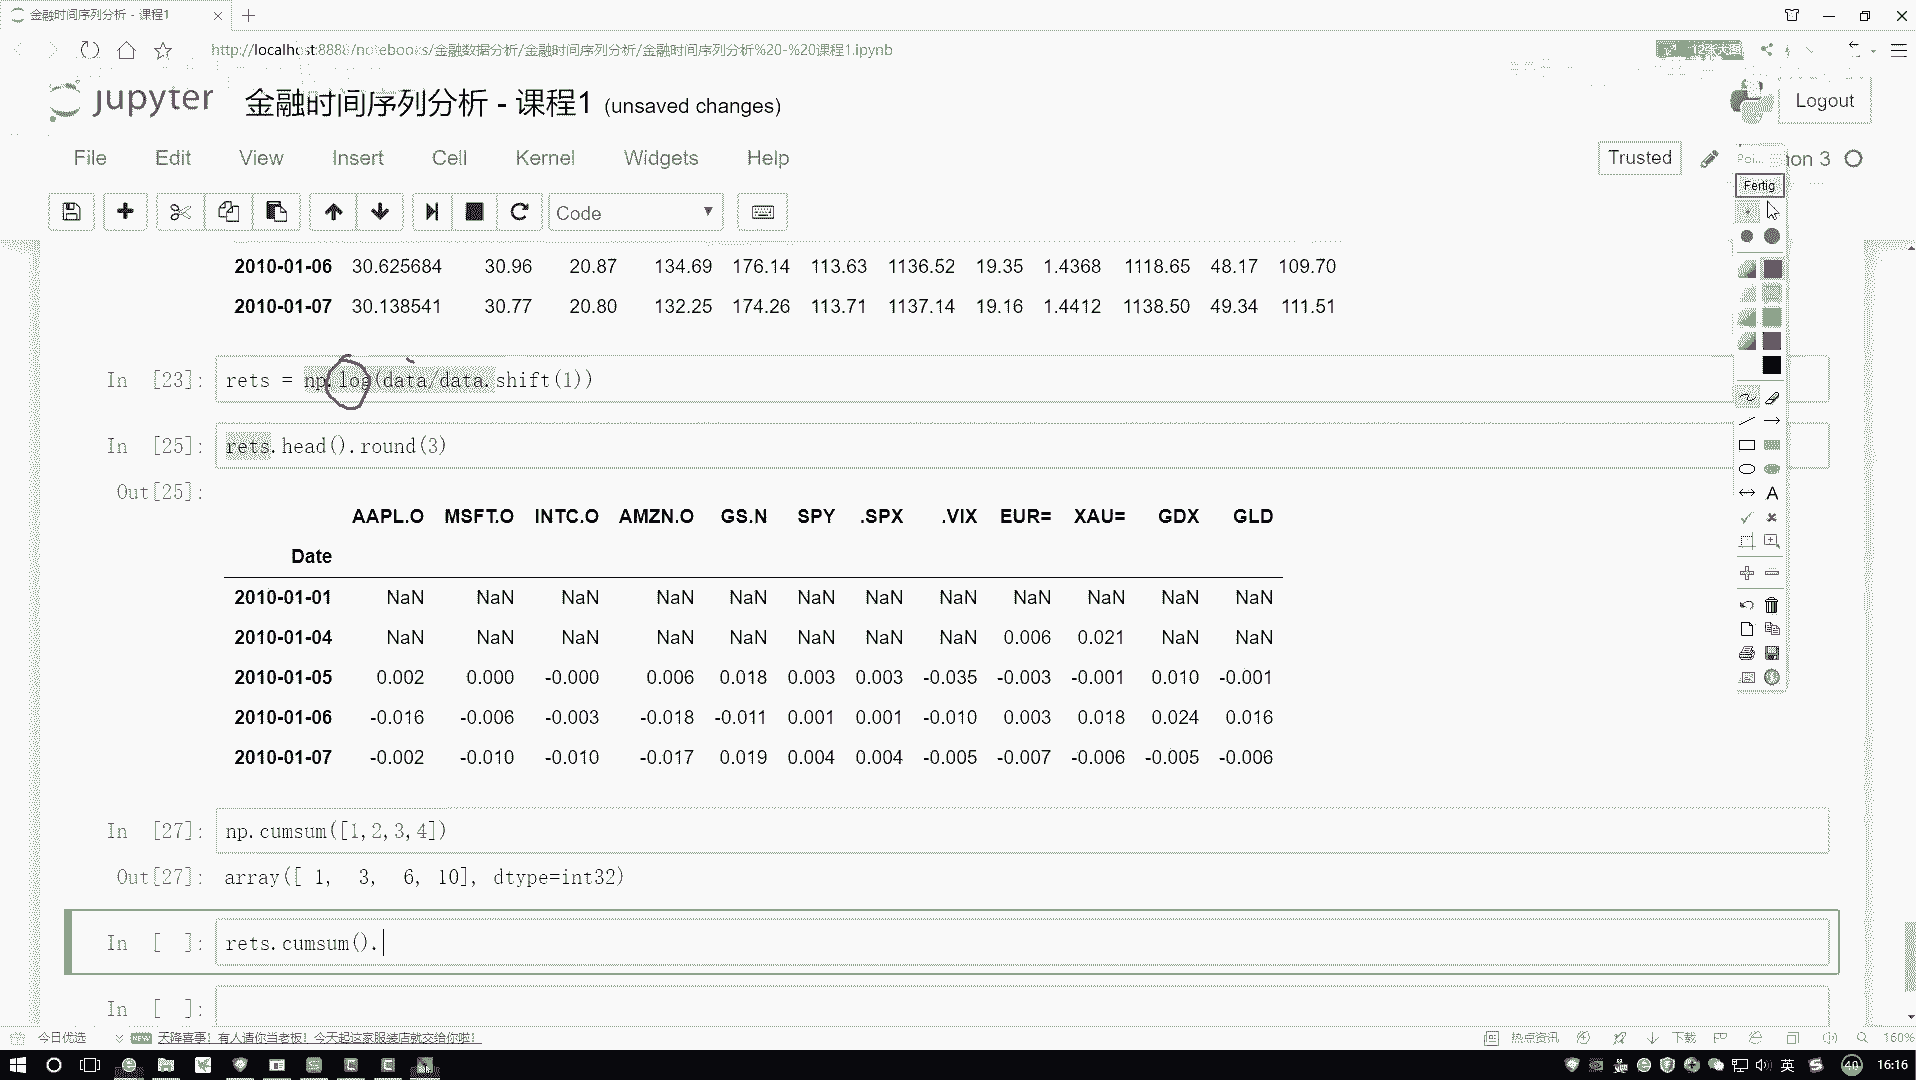 金融时间序列分析 - 课程1
http://localhost:8888/notebooks/金融数据分析/金融时间序列分析/金融时间序列分析%20-%20课程1.ipynb
jupyter 金融时间序列分析 - 课程1 (unsaved changes)
Logout
File Edit View Insert Cell Kernel Widgets Help
Trusted
Poi...
hon 3
Fertig
Code
2010-01-06 30.625684 30.96 20.87 134.69 176.14 113.63 1136.52 19.35 1.4368 1118.65 48.17 109.70
2010-01-07 30.138541 30.77 20.80 132.25 174.26 113.71 1137.14 19.16 1.4412 1138.50 49.34 111.51
In [23]: rets = np.log(data/data.shift(1))
In [25]: rets.head().round(3)
Out[25]:
AAPL.O MSFT.O INTC.O AMZN.O GS.N SPY .SPX .VIX EUR= XAU= GDX GLD
Date
2010-01-01 NaN NaN NaN NaN NaN NaN NaN NaN NaN NaN NaN NaN
2010-01-04 NaN NaN NaN NaN NaN NaN NaN NaN 0.006 0.021 NaN NaN
2010-01-05 0.002 0.000 -0.000 0.006 0.018 0.003 0.003 -0.035 -0.003 -0.001 0.010 -0.001
2010-01-06 -0.016 -0.006 -0.003 -0.018 -0.011 0.001 0.001 -0.010 0.003 0.018 0.024 0.016
2010-01-07 -0.002 -0.010 -0.010 -0.017 0.019 0.004 0.004 -0.005 -0.007 -0.006 -0.005 -0.006
In [27]: np.cumsum([1,2,3,4])
Out[27]: array([ 1, 3, 6, 10], dtype=int32)
In [ ]: rets.cumsum().
In [ ]:
今日优选 NEW 天降喜事！有人请你当老板！今天起这家服装店就交给你啦！ 热点资讯 下载 160%
英 40 16:16